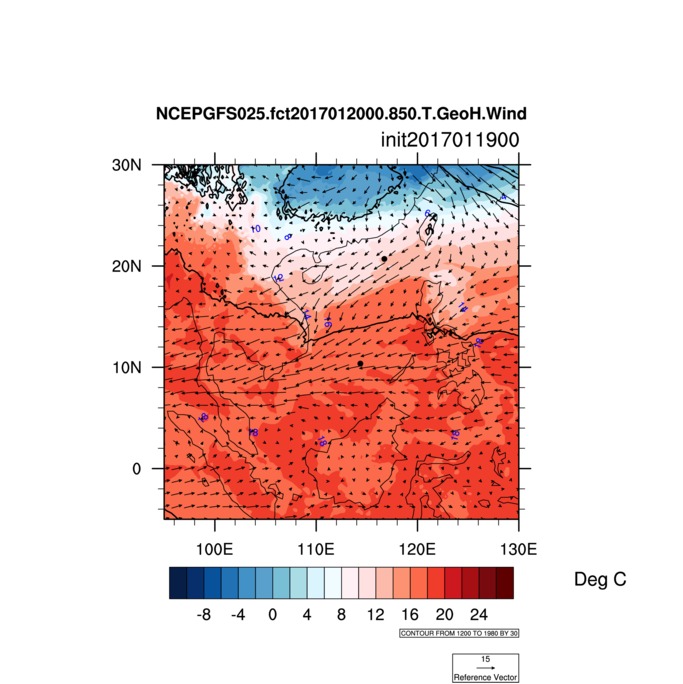 NCEPGFS025.fct2017012000.850.T.GeoH.Wind
init2017011900
30N
20N
10N
0
100E
110E
120E
130E
-8 -4 0 4 8 12 16 20 24
Deg C
CONTOUR FROM 1200 TO 1980 BY 30
15
Reference Vector